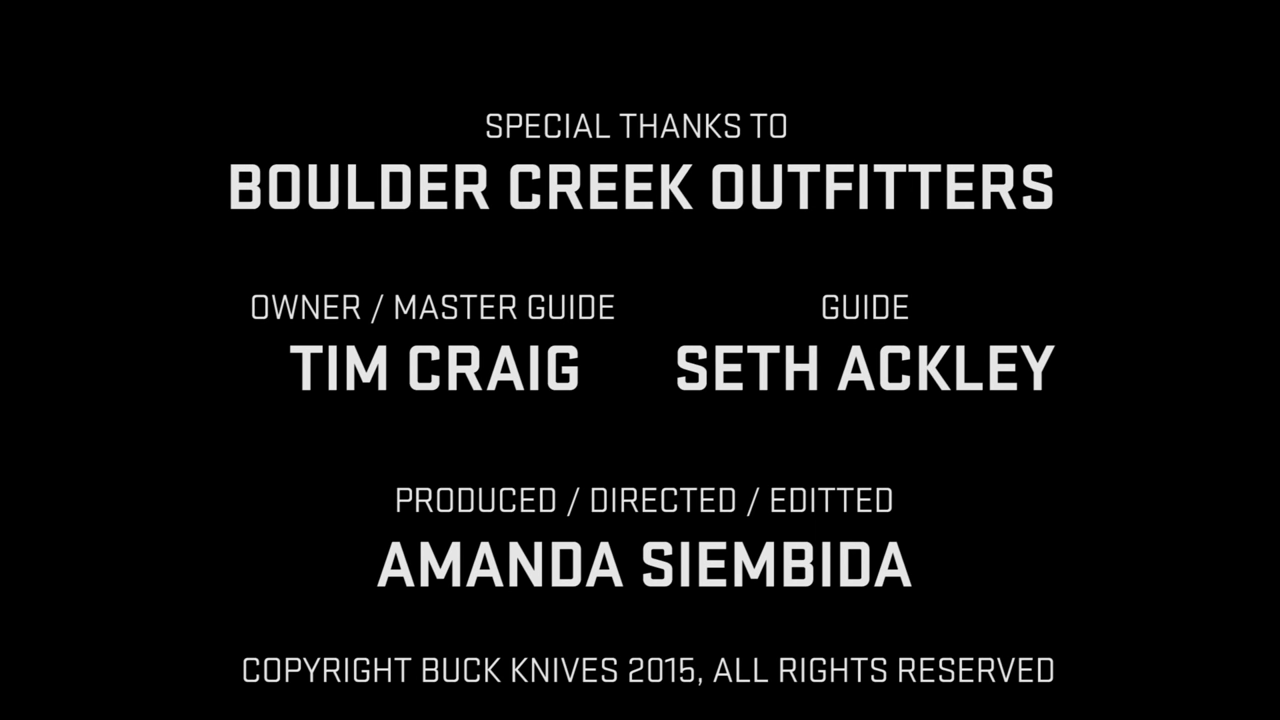 SPECIAL THANKS TO
BOULDER CREEK OUTFITTERS
OWNER / MASTER GUIDE
TIM CRAIG
GUIDE
SETH ACKLEY
PRODUCED / DIRECTED / EDITTED
AMANDA SIEMBIDA
COPYRIGHT BUCK KNIVES 2015, ALL RIGHTS RESERVED